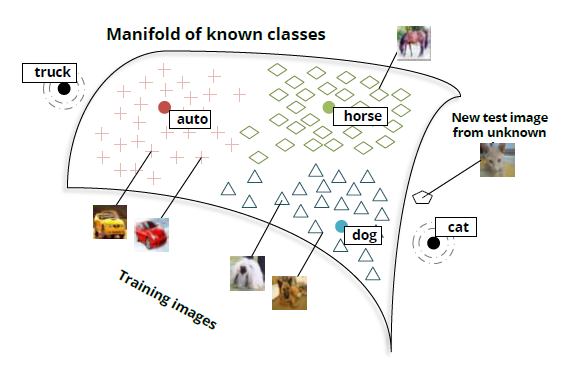 Manifold of known classes
truck
auto
horse
New test image
from unknown
cat
dog
Training images